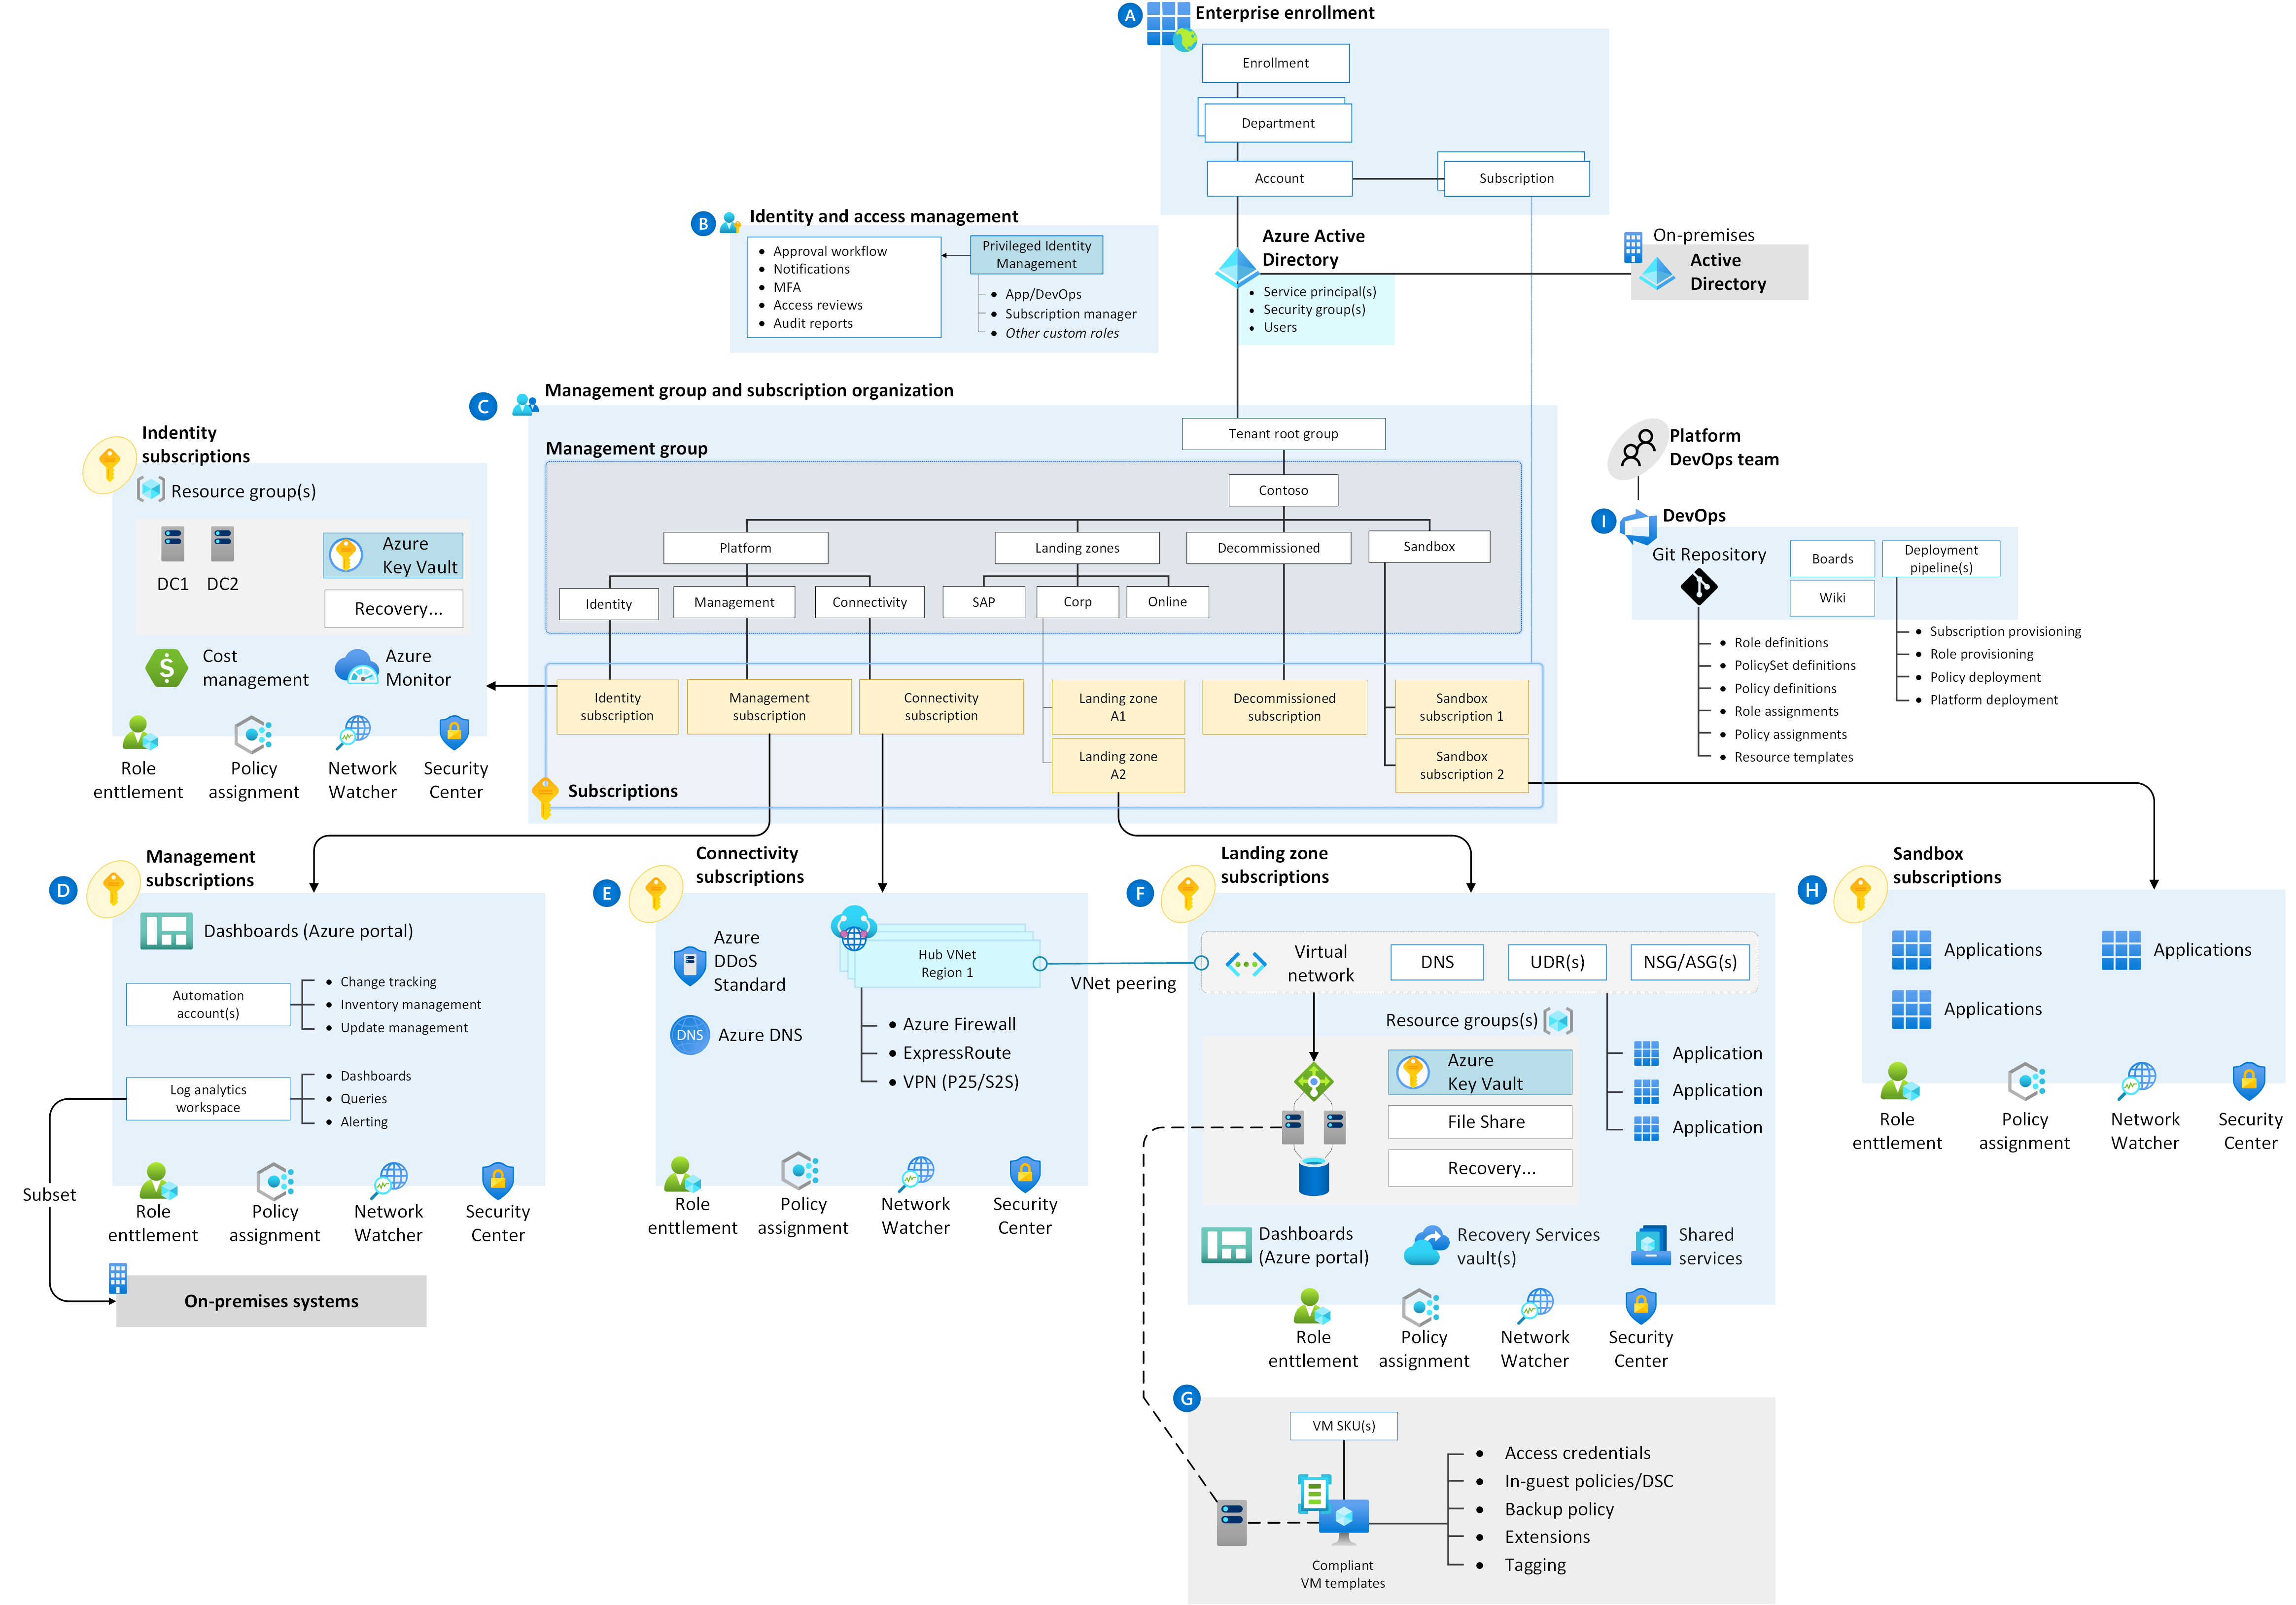 A
Enterprise enrollment
Enrollment
Department
Account
Subscription
B
Identity and access management
• Approval workflow
• Notifications
• MFA
• Access reviews
• Audit reports
Privileged Identity
Management
• App/DevOps
• Subscription manager
• Other custom roles
Azure Active
Directory
• Service principal(s)
• Security group(s)
• Users
On-premises
Active
Directory
C
Management group and subscription organization
Tenant root group
Management group
Contoso
Platform
Landing zones
Decommissioned
Sandbox
Identity
Management
Connectivity
SAP
Corp
Online
Identity
subscription
Management
subscription
Connectivity
subscription
Landing zone
A1
Decommissioned
subscription
Sandbox
subscription 1
Landing zone
A2
Sandbox
subscription 2
Subscriptions
Indentity
subscriptions
Resource group(s)
DC1
DC2
Azure
Key Vault
Recovery...
Cost
management
Azure
Monitor
Role
enttlement
Policy
assignment
Network
Watcher
Security
Center
Platform
DevOps team
I
DevOps
Git Repository
Boards
Wiki
Deployment
pipeline(s)
• Role definitions
• PolicySet definitions
• Policy definitions
• Role assignments
• Policy assignments
• Resource templates
• Subscription provisioning
• Role provisioning
• Policy deployment
• Platform deployment
D
Management
subscriptions
Dashboards (Azure portal)
Automation
account(s)
• Change tracking
• Inventory management
• Update management
Log analytics
workspace
• Dashboards
• Queries
• Alerting
Subset
Role
enttlement
Policy
assignment
Network
Watcher
Security
Center
On-premises systems
E
Connectivity
subscriptions
Azure
DDoS
Standard
DNS
Azure DNS
Hub VNet
Region 1
• Azure Firewall
• ExpressRoute
• VPN (P25/S2S)
VNet peering
Role
enttlement
Policy
assignment
Network
Watcher
Security
Center
F
Landing zone
subscriptions
Virtual
network
DNS
UDR(s)
NSG/ASG(s)
Resource groups(s)
Azure
Key Vault
File Share
Recovery...
Application
Application
Application
Dashboards
(Azure portal)
Recovery Services
vault(s)
Shared
services
Role
enttlement
Policy
assignment
Network
Watcher
Security
Center
G
VM SKU(s)
Compliant
VM templates
• Access credentials
• In-guest policies/DSC
• Backup policy
• Extensions
• Tagging
H
Sandbox
subscriptions
Applications
Applications
Applications
Role
enttlement
Policy
assignment
Network
Watcher
Security
Center